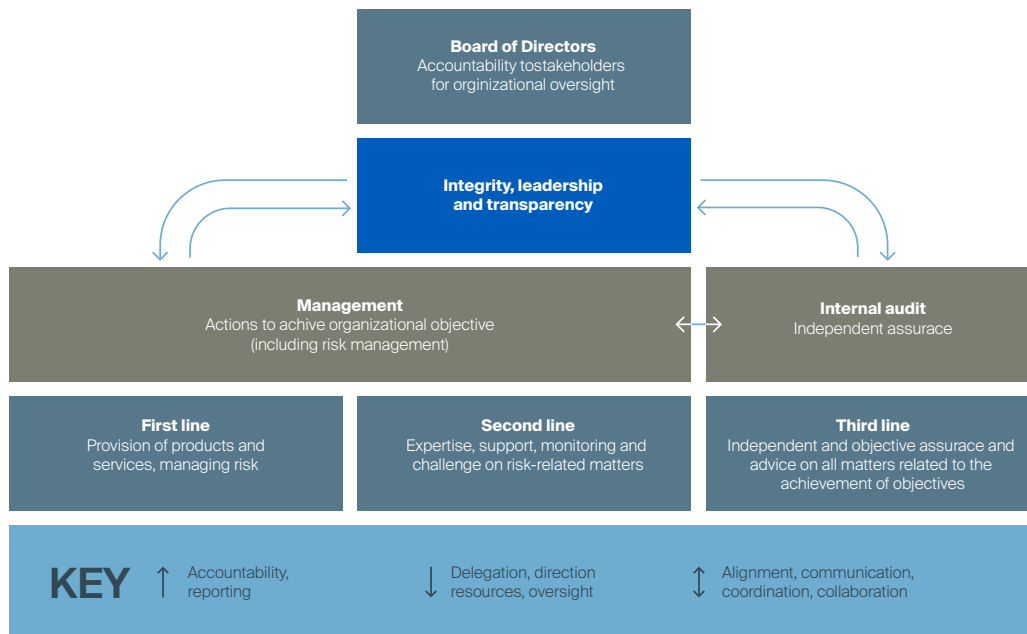 Board of Directors
Accountability tostakeholders
for orginizational oversight
Integrity, leadership
and transparency
Management
Actions to achive organizational objective
(including risk management)
Internal audit
Independent assurace
First line
Provision of products and
services, managing risk
Second line
Expertise, support, monitoring and
challenge on risk-related matters
Third line
Independent and objective assurace and
advice on all matters related to the
achievement of objectives
KEY
Accountability,
reporting
Delegation, direction
resources, oversight
Alignment, communication,
coordination, collaboration